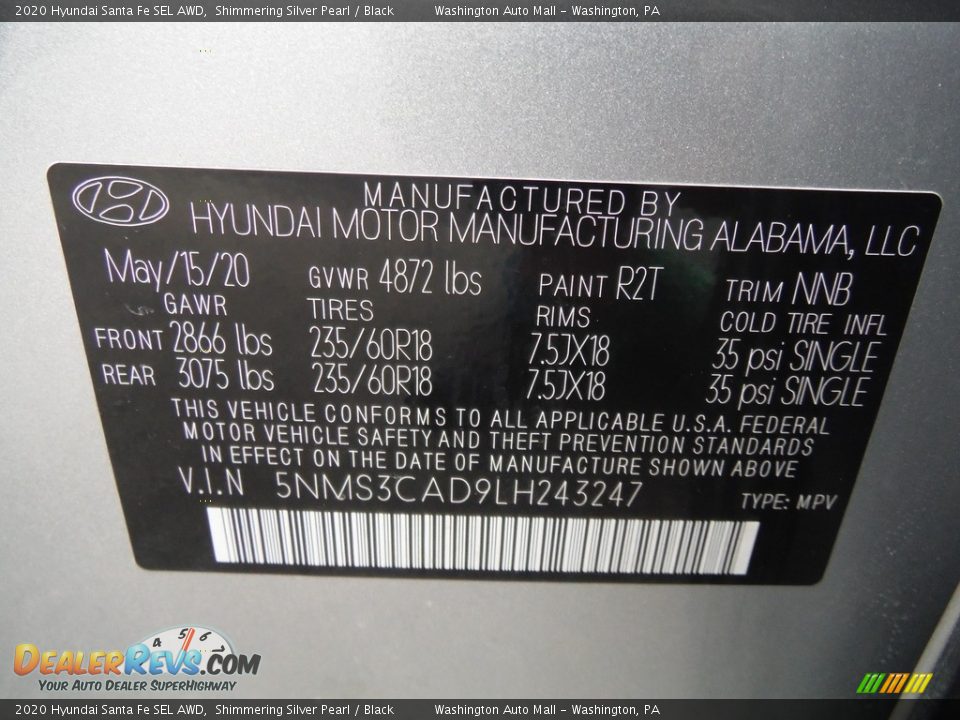 2020 Hyundai Santa Fe SEL AWD,  Shimmering Silver Pearl / Black          Washington Auto Mall - Washington, PA
MANUFACTURED BY
HYUNDAI MOTOR MANUFACTURING ALABAMA, LLC
May/15/20 GVWR 4872 lbs PAINT R2T TRIM NNB
GAWR TIRES RIMS COLD TIRE INFL
FRONT 2866 lbs 235/60R18 7.5JX18 35 psi SINGLE
REAR 3075 lbs 235/60R18 7.5JX18 35 psi SINGLE
THIS VEHICLE CONFORMS TO ALL APPLICABLE U.S.A. FEDERAL
MOTOR VEHICLE SAFETY AND THEFT PREVENTION STANDARDS
IN EFFECT ON THE DATE OF MANUFACTURE SHOWN ABOVE
V.I.N 5NMS3CAD9LH243247 TYPE: MPV
4 5 6
DEALERREVS.COM
YOUR AUTO DEALER SUPERHIGHWAY
2020 Hyundai Santa Fe SEL AWD,  Shimmering Silver Pearl / Black          Washington Auto Mall - Washington, PA